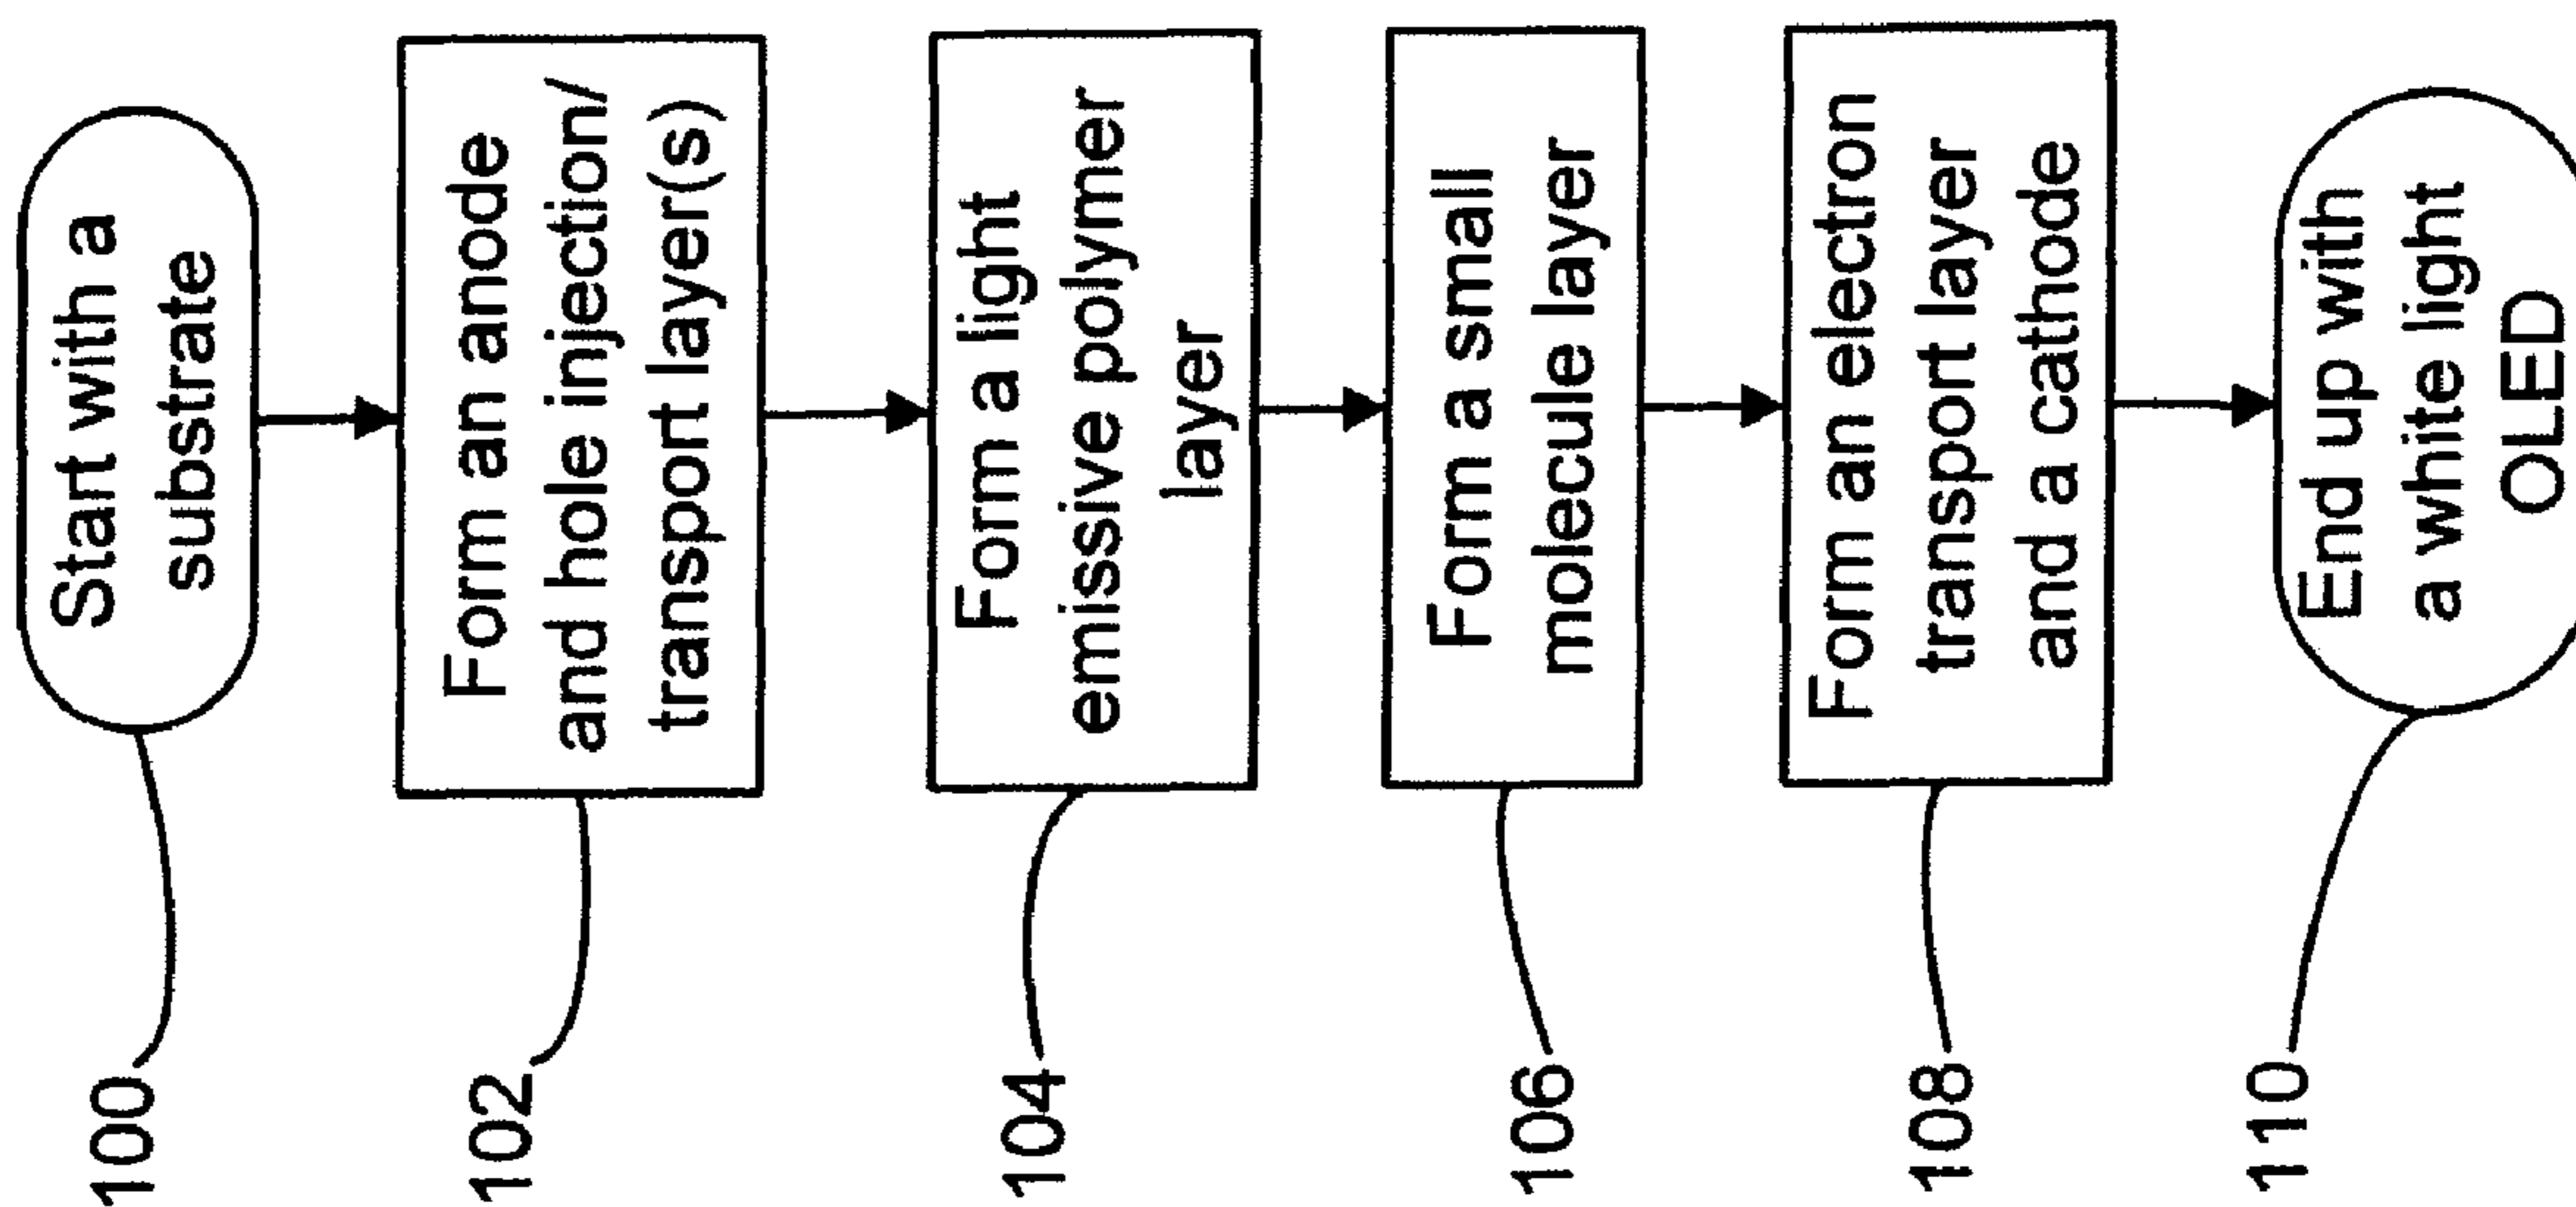 100
Start with a
substrate
102
Form an anode
and hole injection/
transport layer(s)
104
Form a light
emissive polymer
layer
106
Form a small
molecule layer
108
Form an electron
transport layer
and a cathode
110
End up with
a white light
OLED